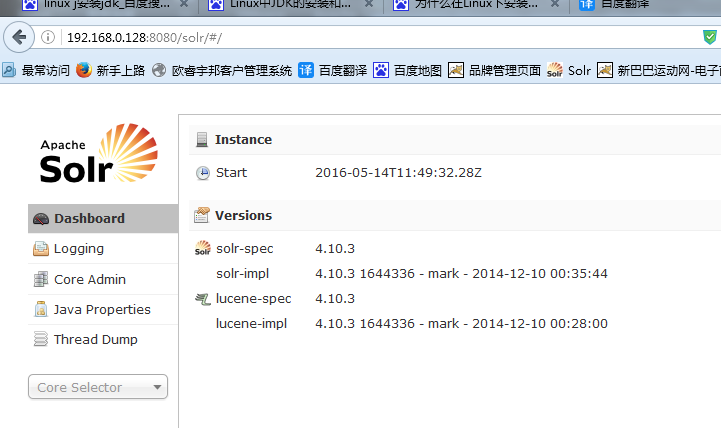 linux j安装jdk_百度搜...
Linux中JDK的安装和...
为什么在Linux下安装...
百度翻译
192.168.0.128:8080/solr/#/
最常访问 新手上路 欧睿宇邦客户管理系统 百度翻译 百度地图 品牌管理页面 Solr 新巴巴运动网-电子商
Apache
Solr
Instance
Start 2016-05-14T11:49:32.28Z
Dashboard
Versions
Logging
solr-spec 4.10.3
Core Admin
solr-impl 4.10.3 1644336 - mark - 2014-12-10 00:35:44
Java Properties
lucene-spec 4.10.3
Thread Dump
lucene-impl 4.10.3 1644336 - mark - 2014-12-10 00:28:00
Core Selector